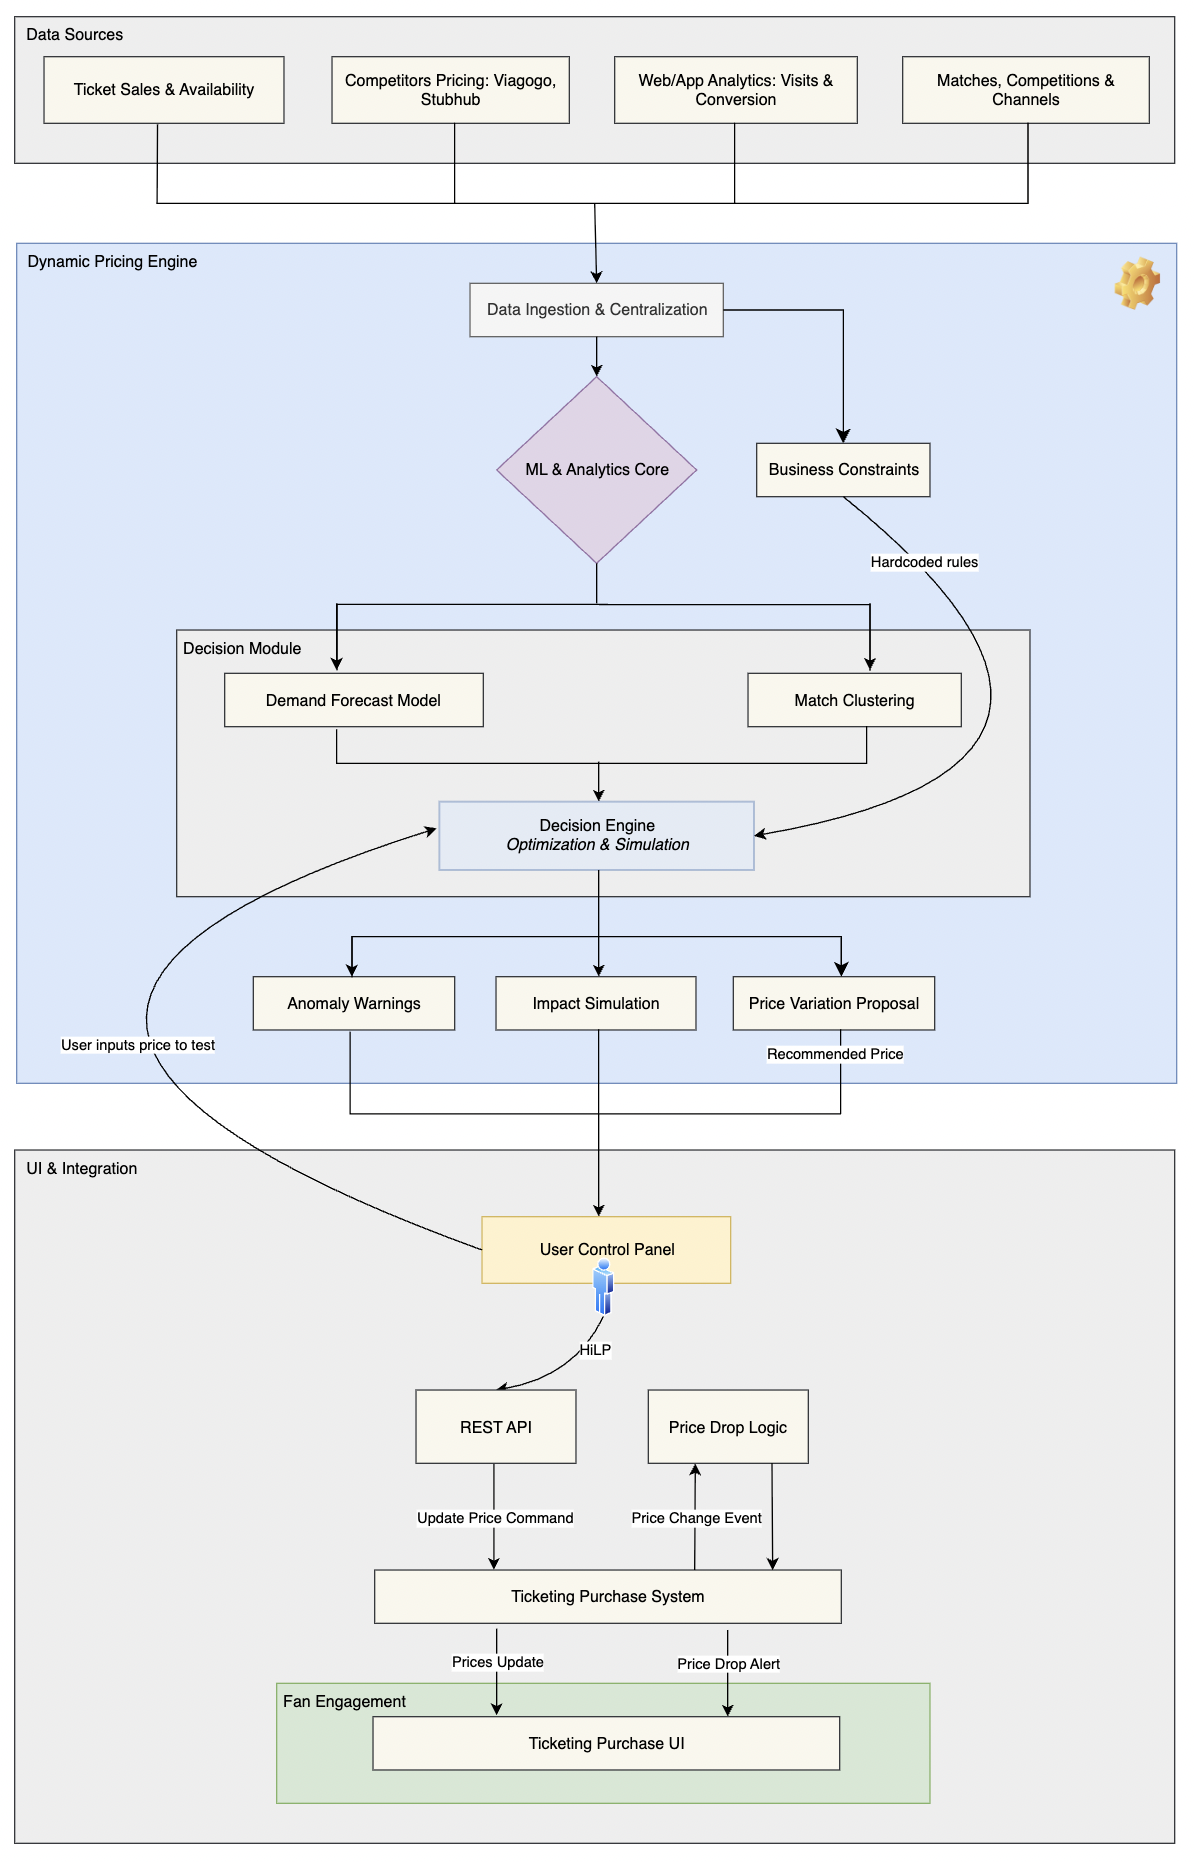 Data Sources
Ticket Sales & Availability
Competitors Pricing: Viagogo,
Stubhub
Web/App Analytics: Visits &
Conversion
Matches, Competitions &
Channels
Dynamic Pricing Engine
Data Ingestion & Centralization
ML & Analytics Core
Business Constraints
Hardcoded rules
Decision Module
Demand Forecast Model
Match Clustering
Decision Engine
Optimization & Simulation
Anomaly Warnings
Impact Simulation
Price Variation Proposal
User inputs price to test
Recommended Price
UI & Integration
User Control Panel
HiLP
REST API
Price Drop Logic
Update Price Command
Price Change Event
Ticketing Purchase System
Prices Update
Price Drop Alert
Fan Engagement
Ticketing Purchase UI